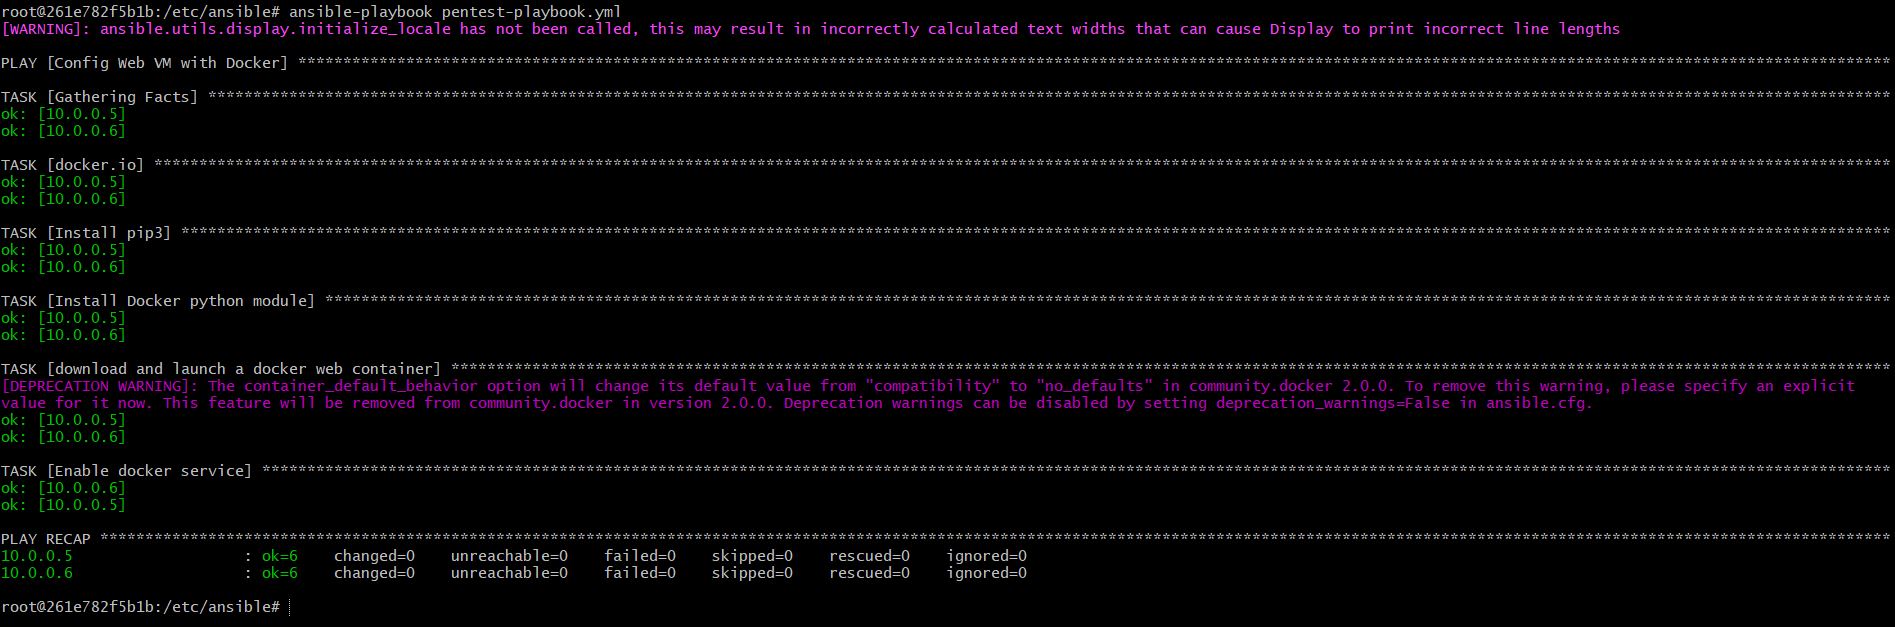 root@261e782f5b1b:/etc/ansible# ansible-playbook pentest-playbook.yml
[WARNING]: ansible.utils.display.initialize_locale has not been called, this may result in incorrectly calculated text widths that can cause Display to print incorrect line lengths
PLAY [Config Web VM with Docker] ****************************************************************************************************************************************************************************
TASK [Gathering Facts] **************************************************************************************************************************************************************************************
ok: [10.0.0.5]
ok: [10.0.0.6]
TASK [docker.io] ********************************************************************************************************************************************************************************************
ok: [10.0.0.5]
ok: [10.0.0.6]
TASK [Install pip3] *****************************************************************************************************************************************************************************************
ok: [10.0.0.5]
ok: [10.0.0.6]
TASK [Install Docker python module] *************************************************************************************************************************************************************************
ok: [10.0.0.5]
ok: [10.0.0.6]
TASK [download and launch a docker web container] ***********************************************************************************************************************************************************
[DEPRECATION WARNING]: The container_default_behavior option will change its default value from "compatibility" to "no_defaults" in community.docker 2.0.0. To remove this warning, please specify an explicit
value for it now. This feature will be removed from community.docker in version 2.0.0. Deprecation warnings can be disabled by setting deprecation_warnings=False in ansible.cfg.
ok: [10.0.0.5]
ok: [10.0.0.6]
TASK [Enable docker service] ********************************************************************************************************************************************************************************
ok: [10.0.0.6]
ok: [10.0.0.5]
PLAY RECAP **************************************************************************************************************************************************************************************************
10.0.0.5                   : ok=6    changed=0    unreachable=0    failed=0    skipped=0    rescued=0    ignored=0
10.0.0.6                   : ok=6    changed=0    unreachable=0    failed=0    skipped=0    rescued=0    ignored=0
root@261e782f5b1b:/etc/ansible#